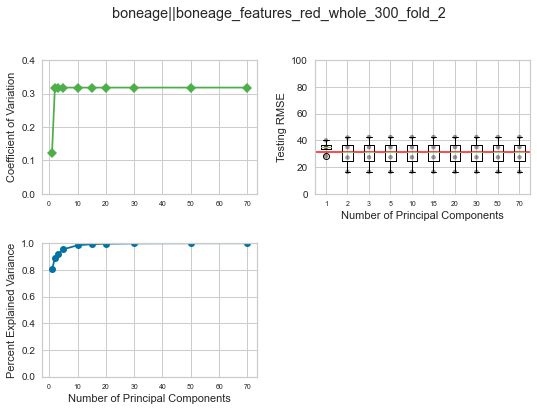 boneage||boneage_features_red_whole_300_fold_2
Coefficient of Variation
0.4
0.3
0.2
0.1
0.0
0 10 20 30 40 50 60 70
Testing RMSE
100
80
60
40
20
0
1 2 3 5 10 15 20 30 50 70
Number of Principal Components
Percent Explained Variance
1.0
0.8
0.6
0.4
0.2
0.0
0 10 20 30 40 50 60 70
Number of Principal Components